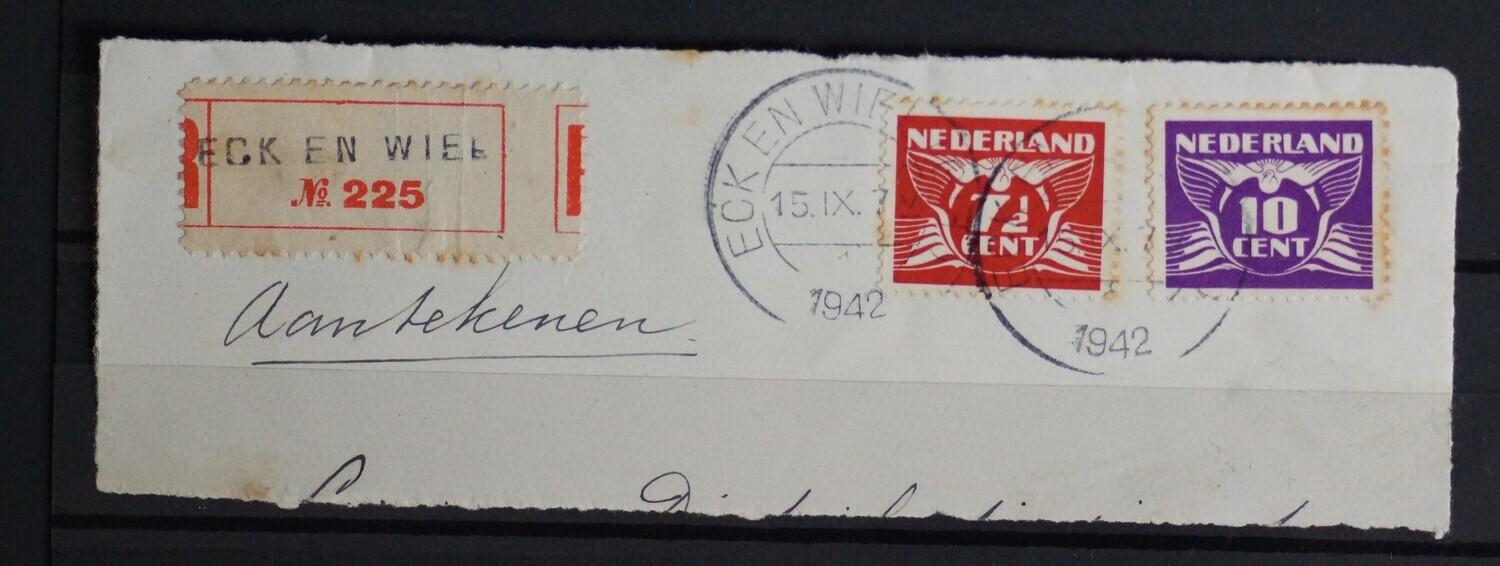 ECK EN WIEL
№ 225
Aantekenen
ECK EN WIE
15.IX.
1942
NEDERLAND
7½
CENT
1942
NEDERLAND
10
CENT